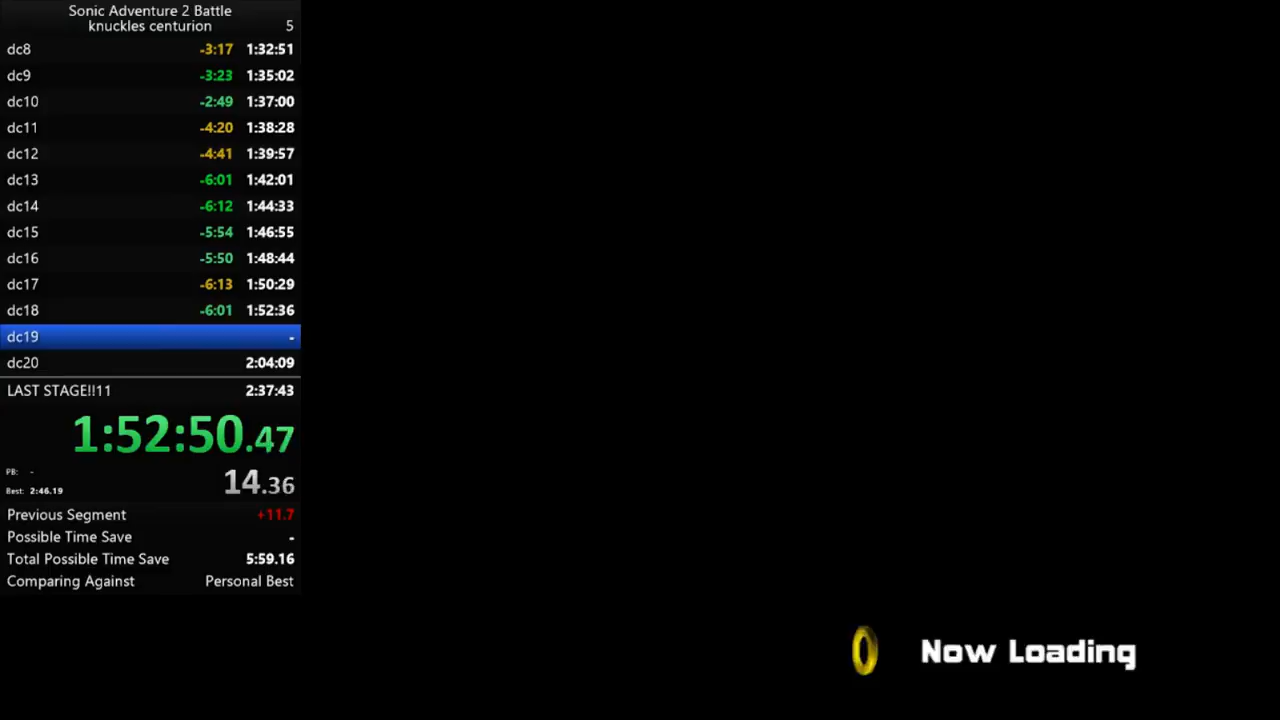 Sonic Adventure 2 Battle
knuckles centurion 5
dc8 -3:17 1:32:51
dc9 -3:23 1:35:02
dc10 -2:49 1:37:00
dc11 -4:20 1:38:28
dc12 -4:41 1:39:57
dc13 -6:01 1:42:01
dc14 -6:12 1:44:33
dc15 -5:54 1:46:55
dc16 -5:50 1:48:44
dc17 -6:13 1:50:29
dc18 -6:01 1:52:36
dc19 -
dc20 2:04:09
LAST STAGE!!11 2:37:43
1:52:50.47
PB: -
14.36
Best: 2:46.19
Previous Segment +11.7
Possible Time Save -
Total Possible Time Save 5:59.16
Comparing Against Personal Best
Now Loading